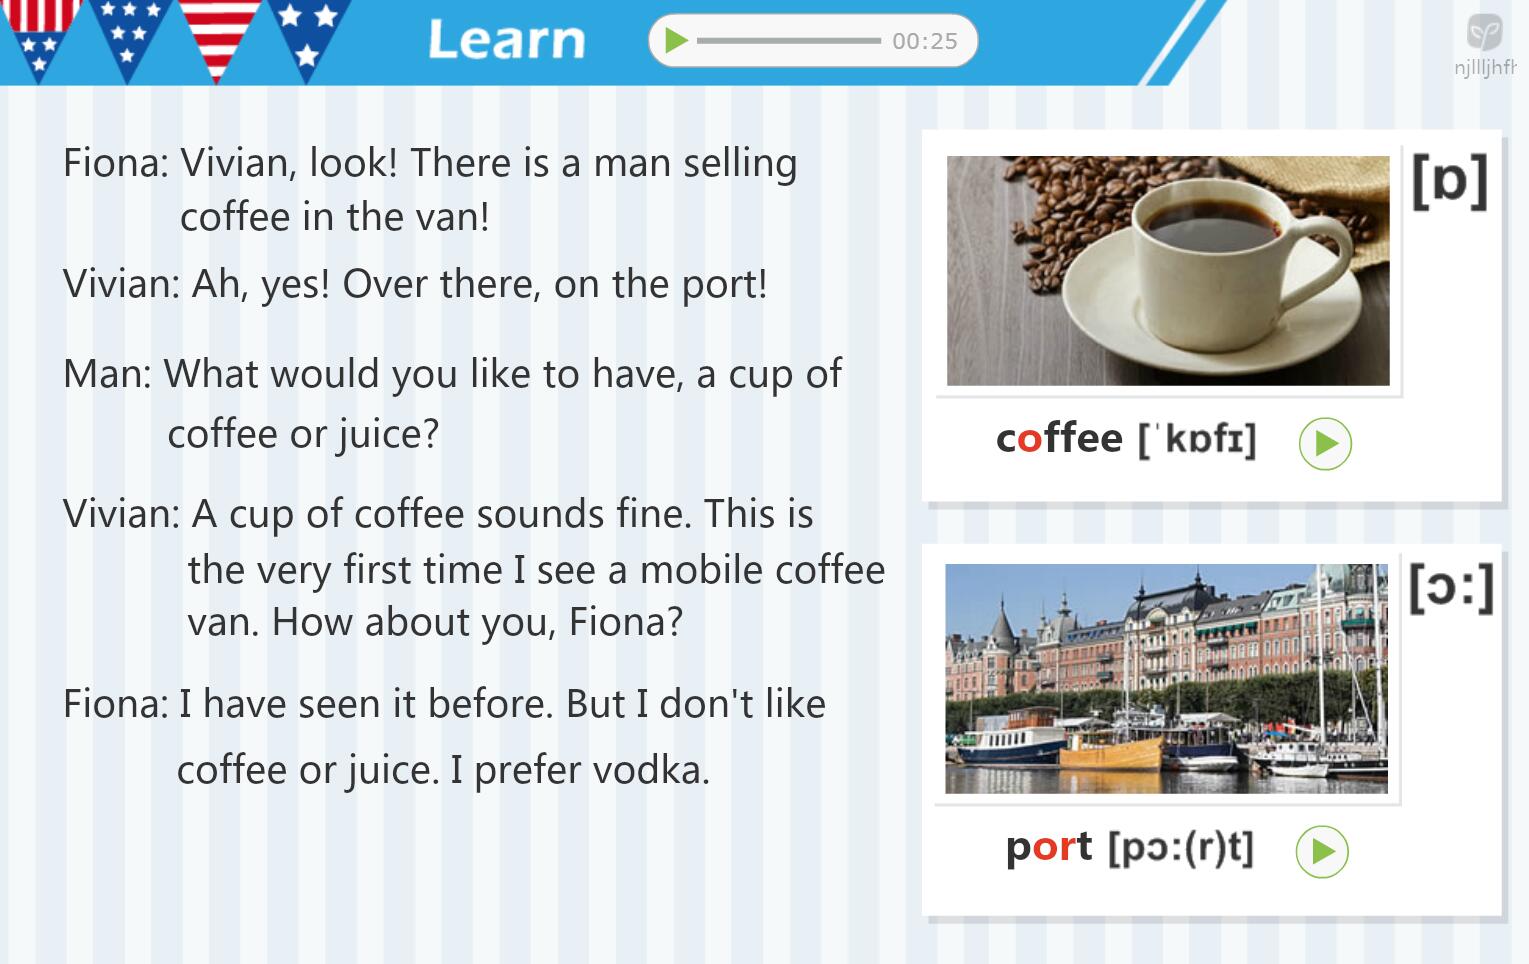 Learn
00:25
Fiona: Vivian, look! There is a man selling
coffee in the van!
Vivian: Ah, yes! Over there, on the port!
Man: What would you like to have, a cup of
coffee or juice?
Vivian: A cup of coffee sounds fine. This is
the very first time I see a mobile coffee
van. How about you, Fiona?
Fiona: I have seen it before. But I don't like
coffee or juice. I prefer vodka.
[ɒ]
coffee [ˈkɒfɪ]
[ɔː]
port [pɔː(r)t]